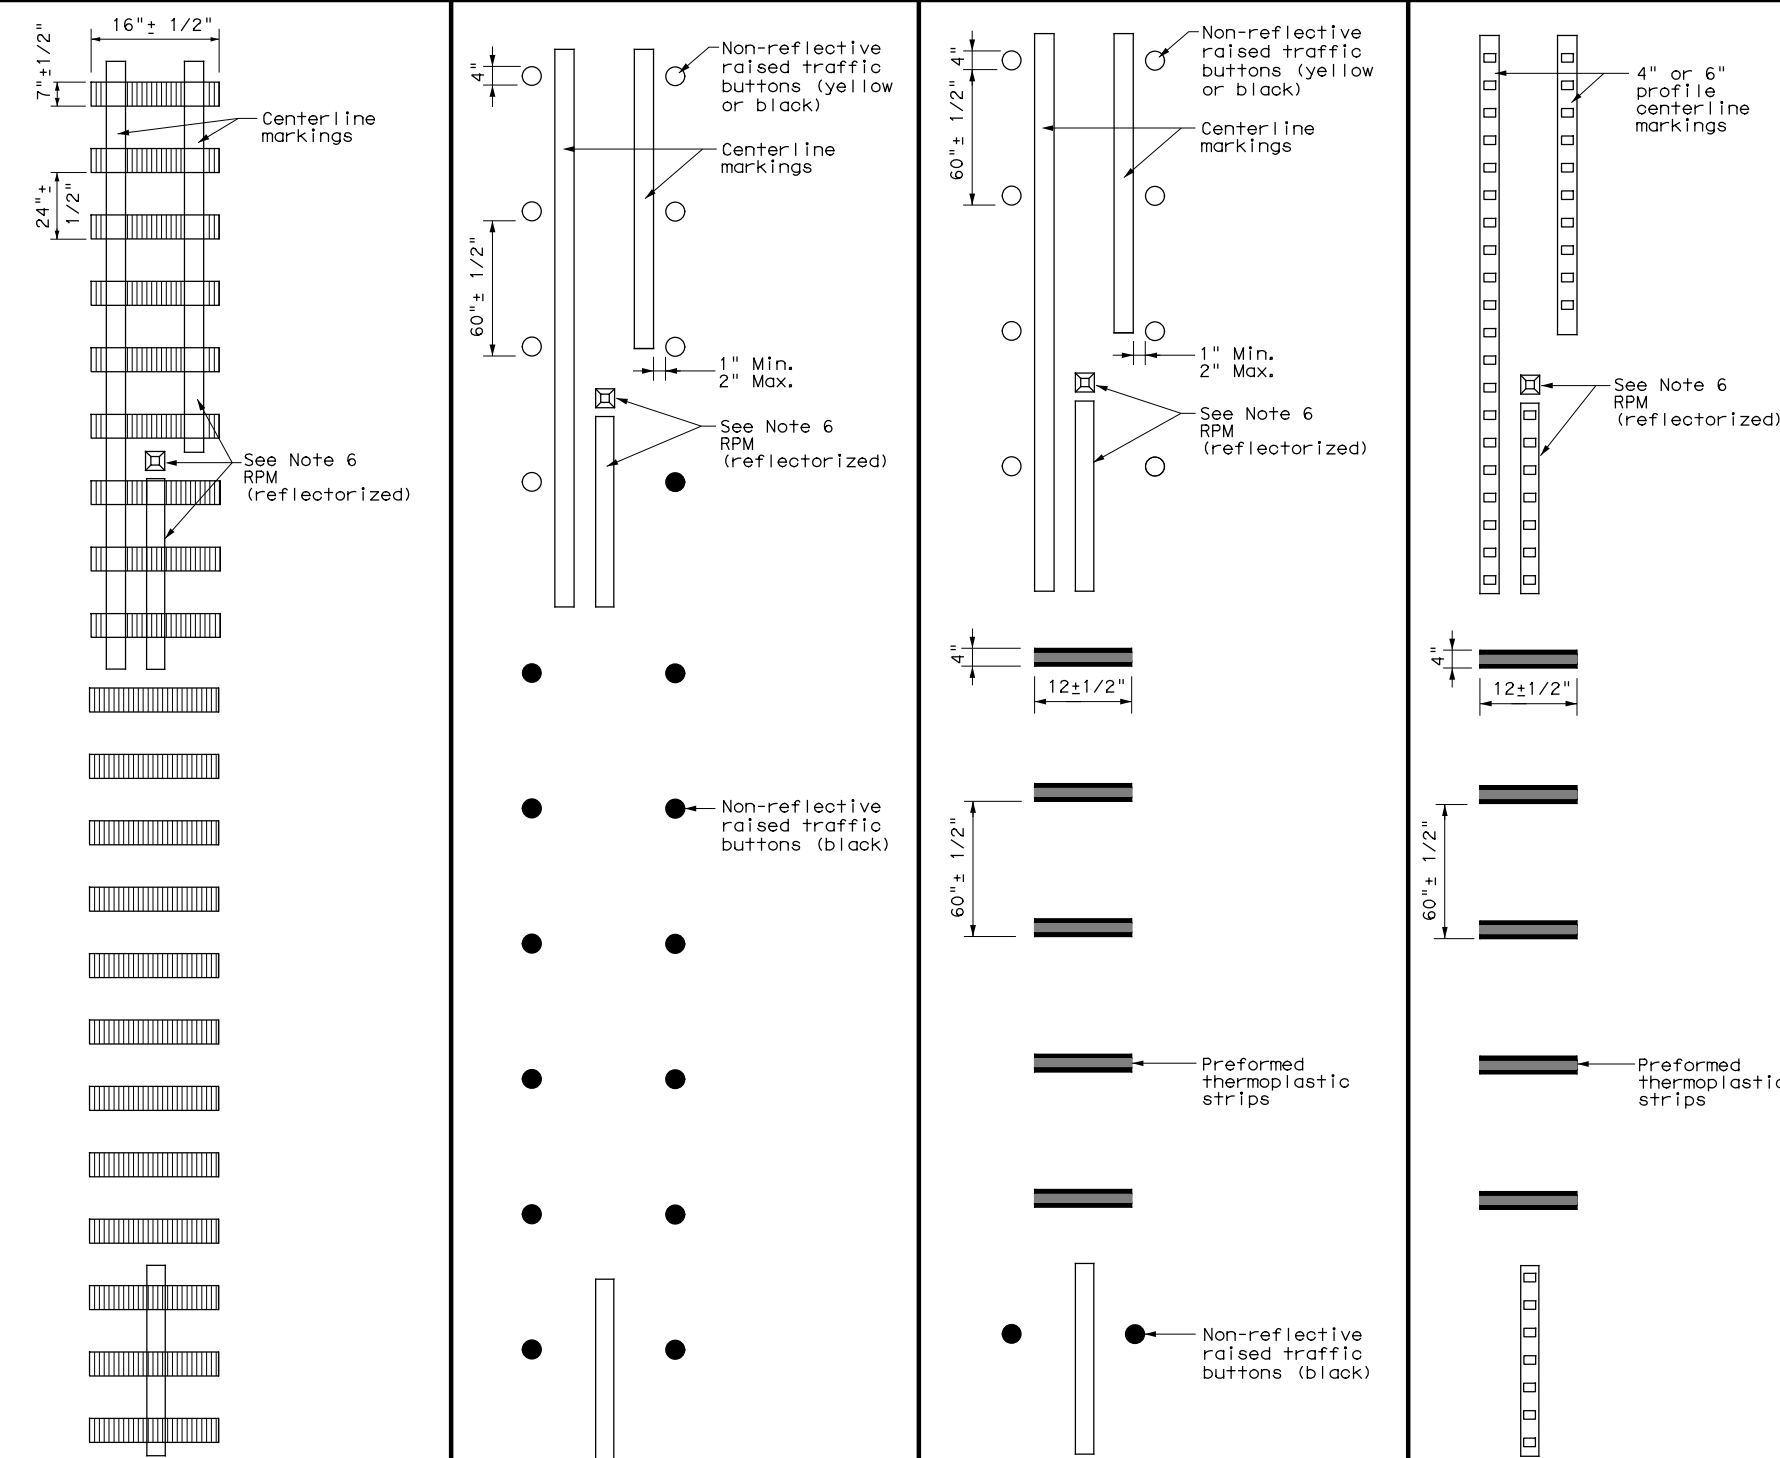 16"± 1/2"
7"±1/2"
Centerline
markings
24"±
1/2"
See Note 6
RPM
(reflectorized)
4"
Non-reflective
raised traffic
buttons (yellow
or black)
Centerline
markings
60"± 1/2"
1" Min.
2" Max.
See Note 6
RPM
(reflectorized)
Non-reflective
raised traffic
buttons (black)
4"
Non-reflective
raised traffic
buttons (yellow
or black)
60"± 1/2"
Centerline
markings
1" Min.
2" Max.
See Note 6
RPM
(reflectorized)
4"
12±1/2"
60"± 1/2"
Preformed
thermoplastic
strips
Non-reflective
raised traffic
buttons (black)
4" or 6"
profile
centerline
markings
See Note 6
RPM
(reflectorized)
4"
12±1/2"
60"± 1/2"
Preformed
thermoplastic
strips